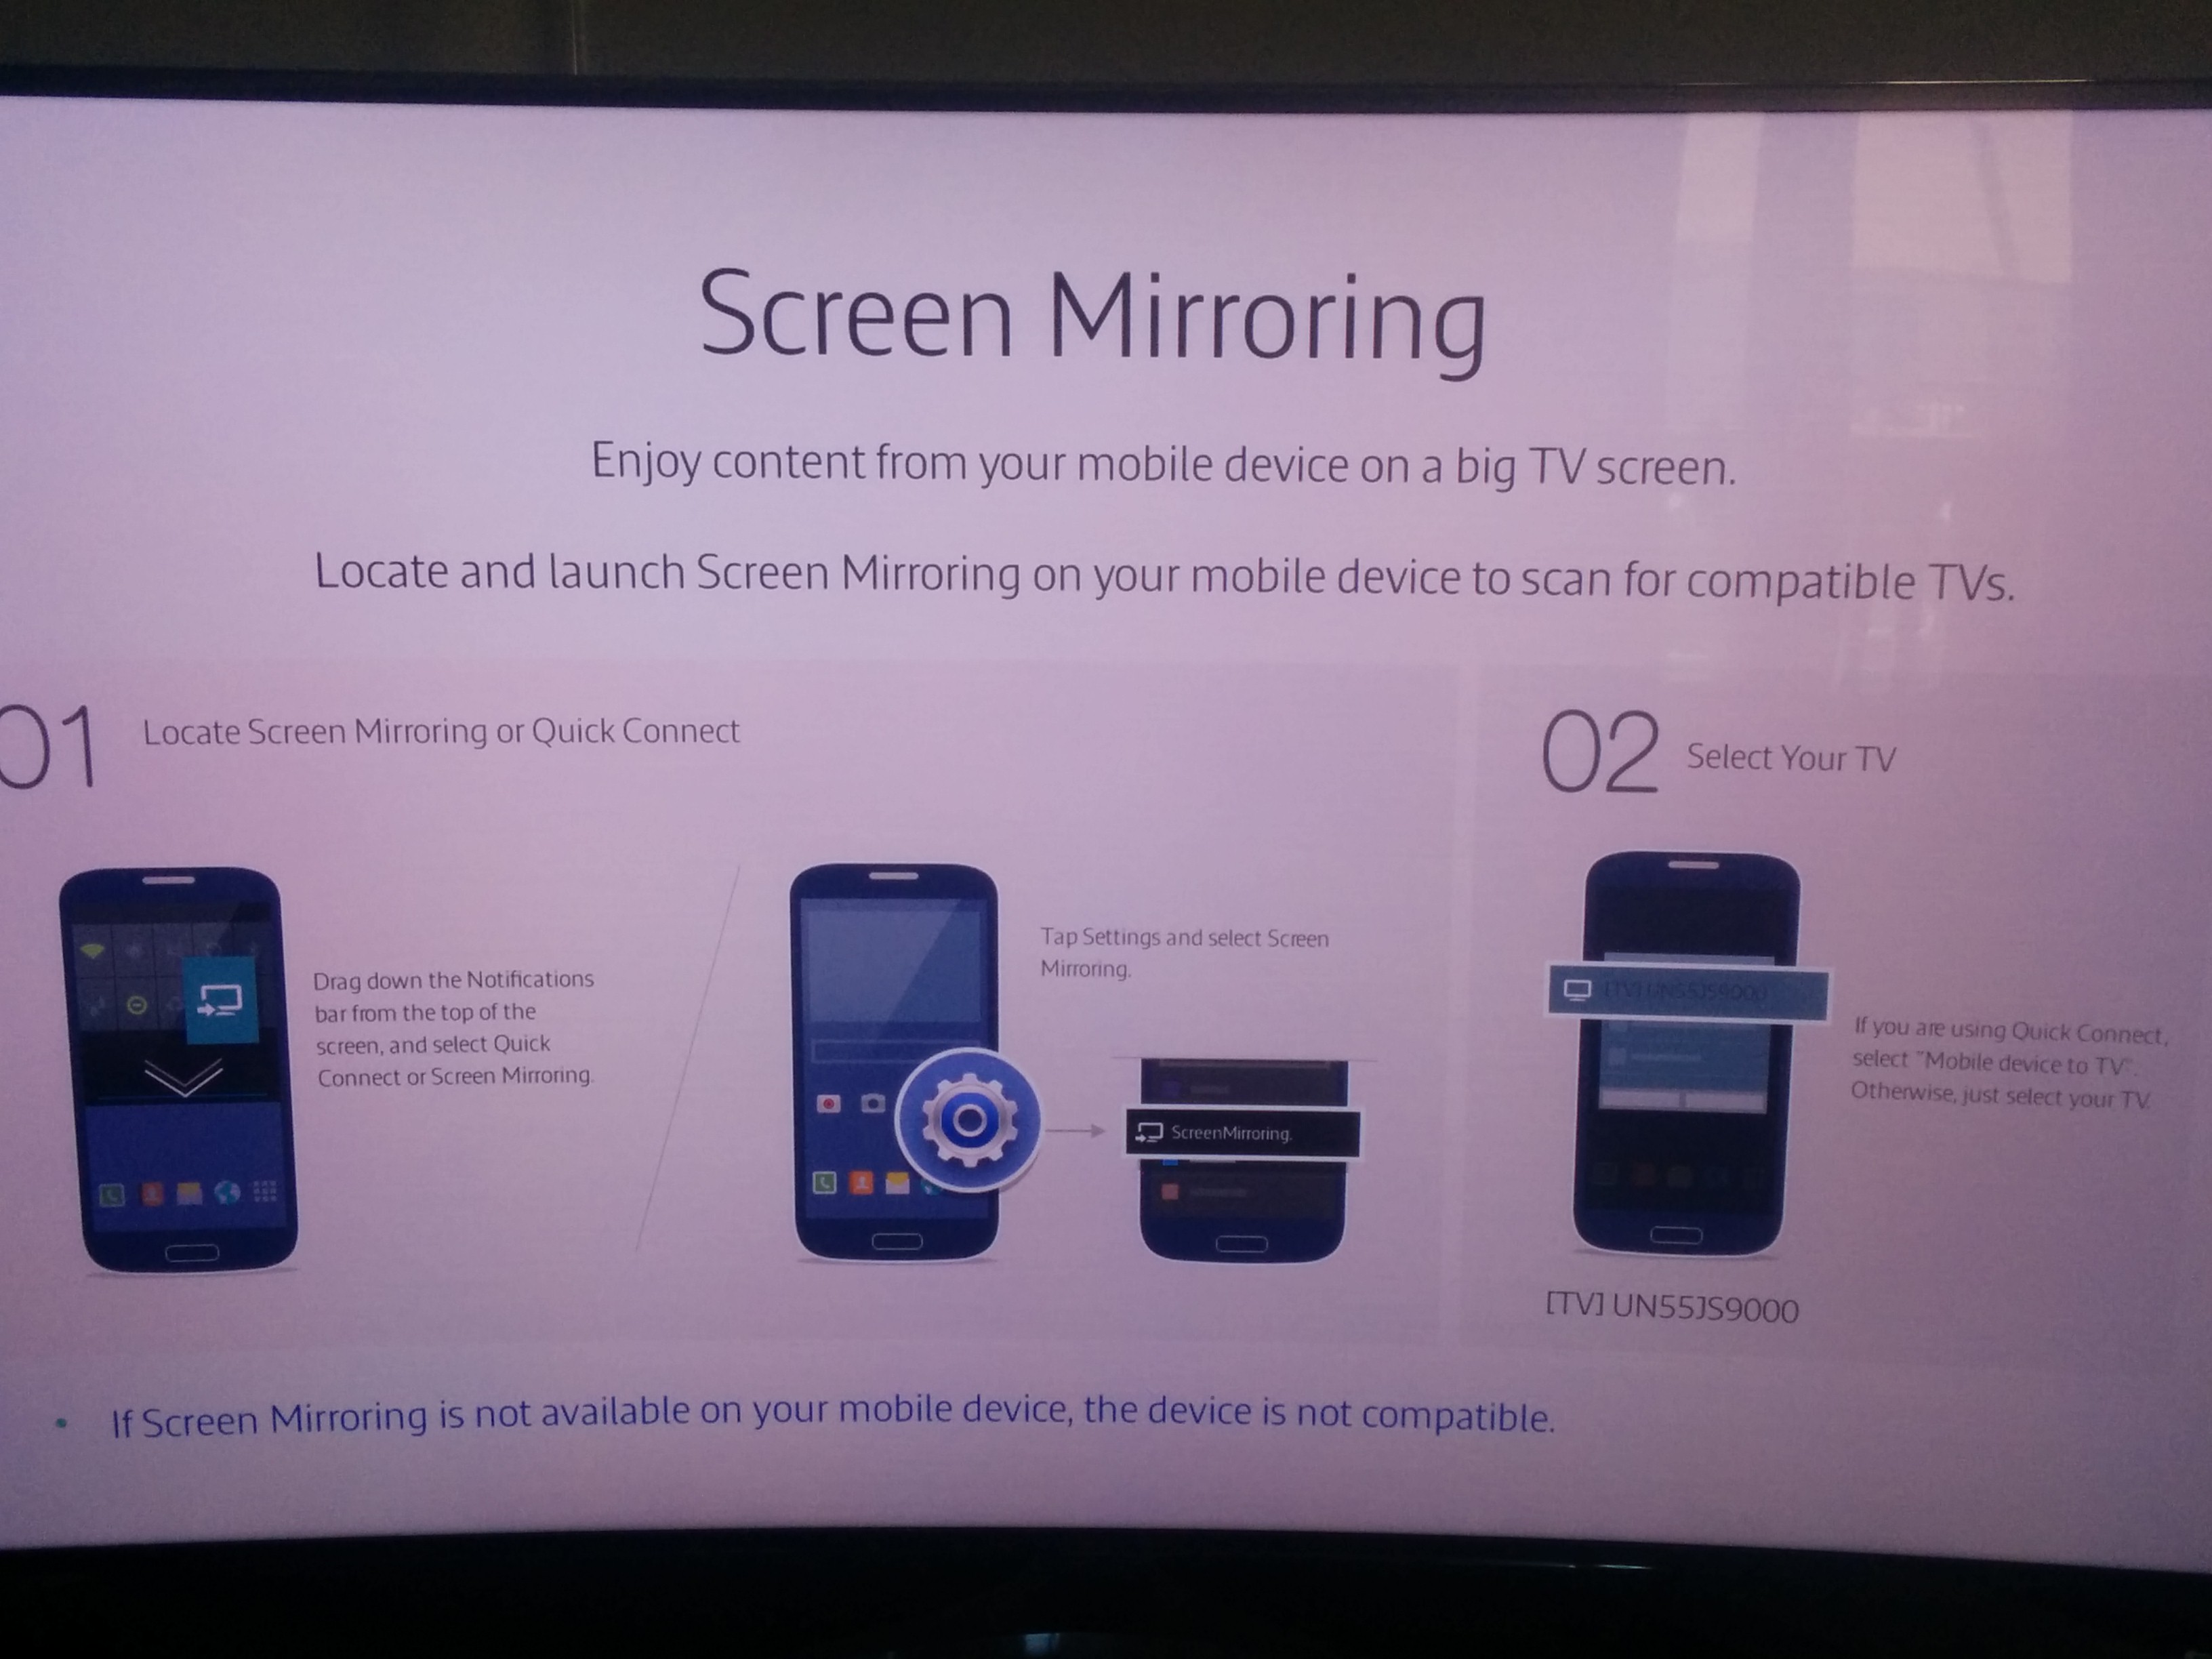 Screen Mirroring
Enjoy content from your mobile device on a big TV screen.
Locate and launch Screen Mirroring on your mobile device to scan for compatible TVs.
01 Locate Screen Mirroring or Quick Connect
Drag down the Notifications
bar from the top of the
screen, and select Quick
Connect or Screen Mirroring.
Tap Settings and select Screen
Mirroring.
ScreenMirroring.
02 Select Your TV
[TV] UN55JS9000
If you are using Quick Connect,
select "Mobile device to TV".
Otherwise, just select your TV.
[TV] UN55JS9000
• If Screen Mirroring is not available on your mobile device, the device is not compatible.